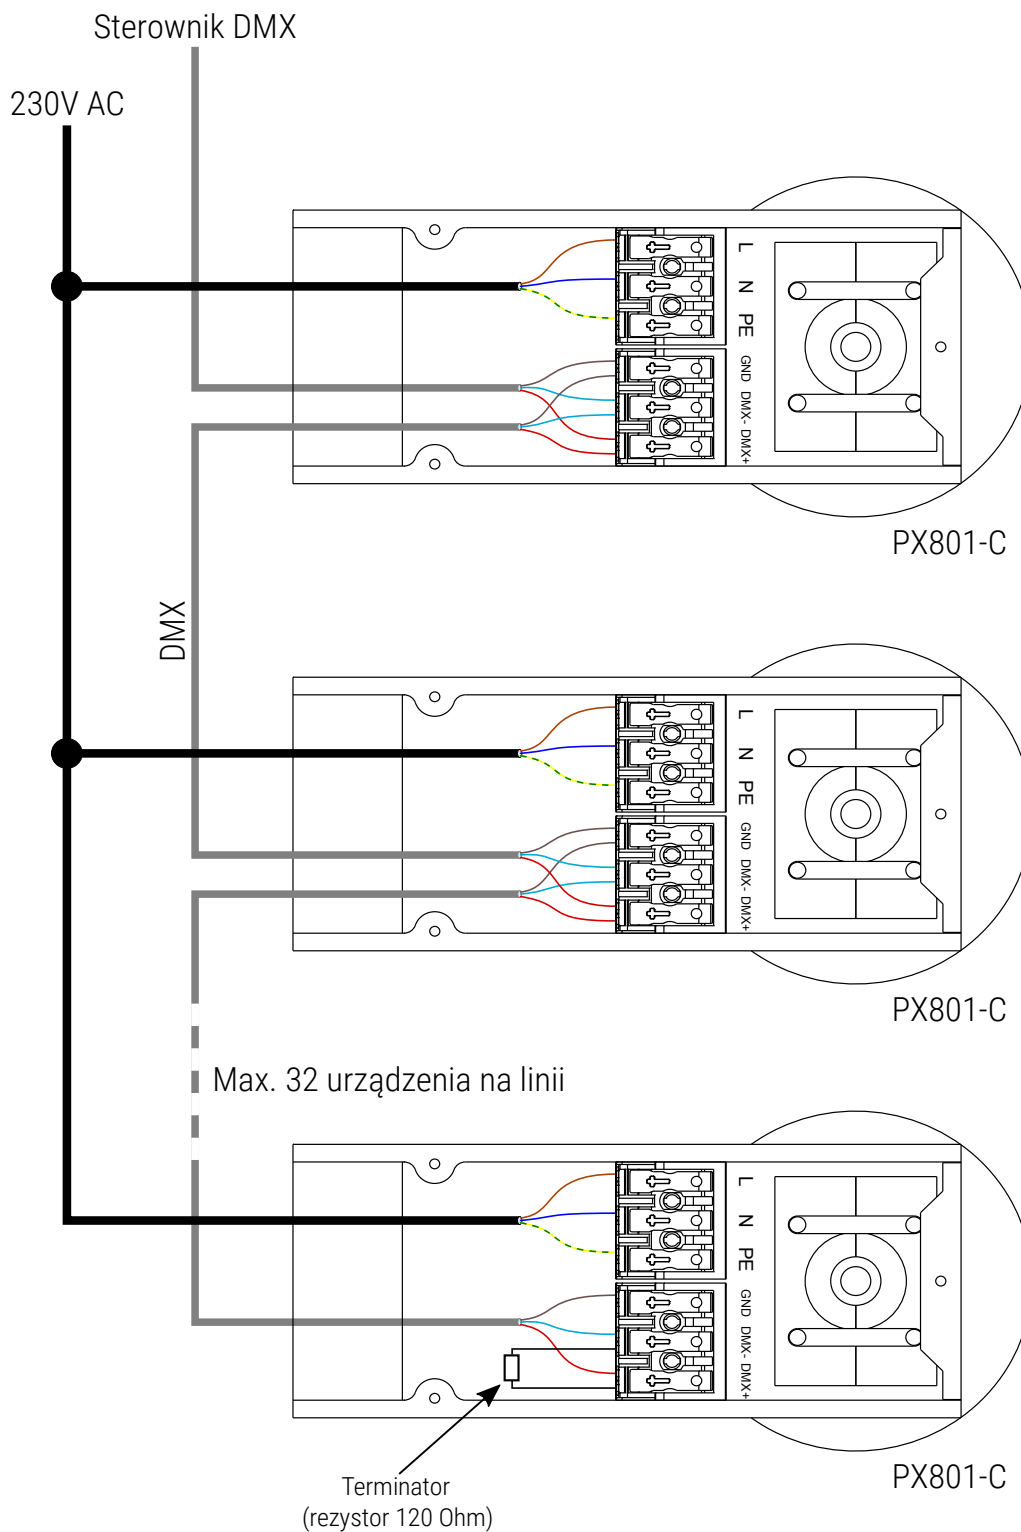 Sterownik DMX
230V AC
L
N
PE
GND
DMX-
DMX+
PX801-C
DMX
L
N
PE
GND
DMX-
DMX+
PX801-C
Max. 32 urządzenia na linii
L
N
PE
GND
DMX-
DMX+
PX801-C
Terminator
(rezystor 120 Ohm)